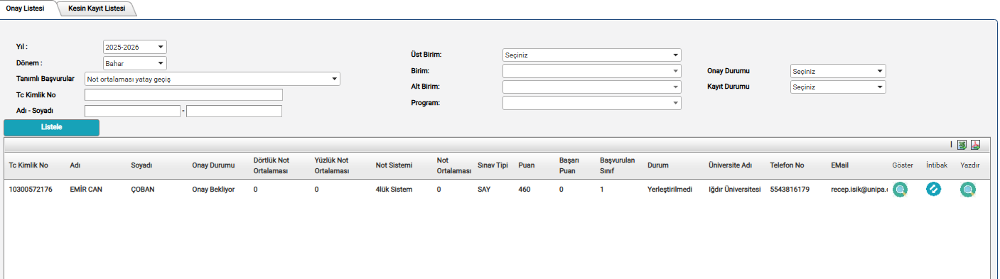 Onay Listesi
Kesin Kayıt Listesi
Yıl :
2025-2026
Dönem :
Bahar
Tanımlı Başvurular
Not ortalaması yatay geçiş
Tc Kimlik No
Adı - Soyadı
-
Üst Birim:
Seçiniz
Birim:
Alt Birim:
Program:
Onay Durumu
Seçiniz
Kayıt Durumu
Seçiniz
Listele
Tc Kimlik No Adı Soyadı Onay Durumu Dörtlük Not Ortalaması Yüzlük Not Ortalaması Not Sistemi Not Ortalaması Sınav Tipi Puan Başarı Puan Başvurulan Sınıf Durum Üniversite Adı Telefon No EMail Göster İntibak Yazdır
10300572176 EMİR CAN ÇOBAN Onay Bekliyor 0 0 4lük Sistem 0 SAY 460 0 1 Yerleştirilmedi Iğdır Üniversitesi 5543816179 recep.isik@unipa.